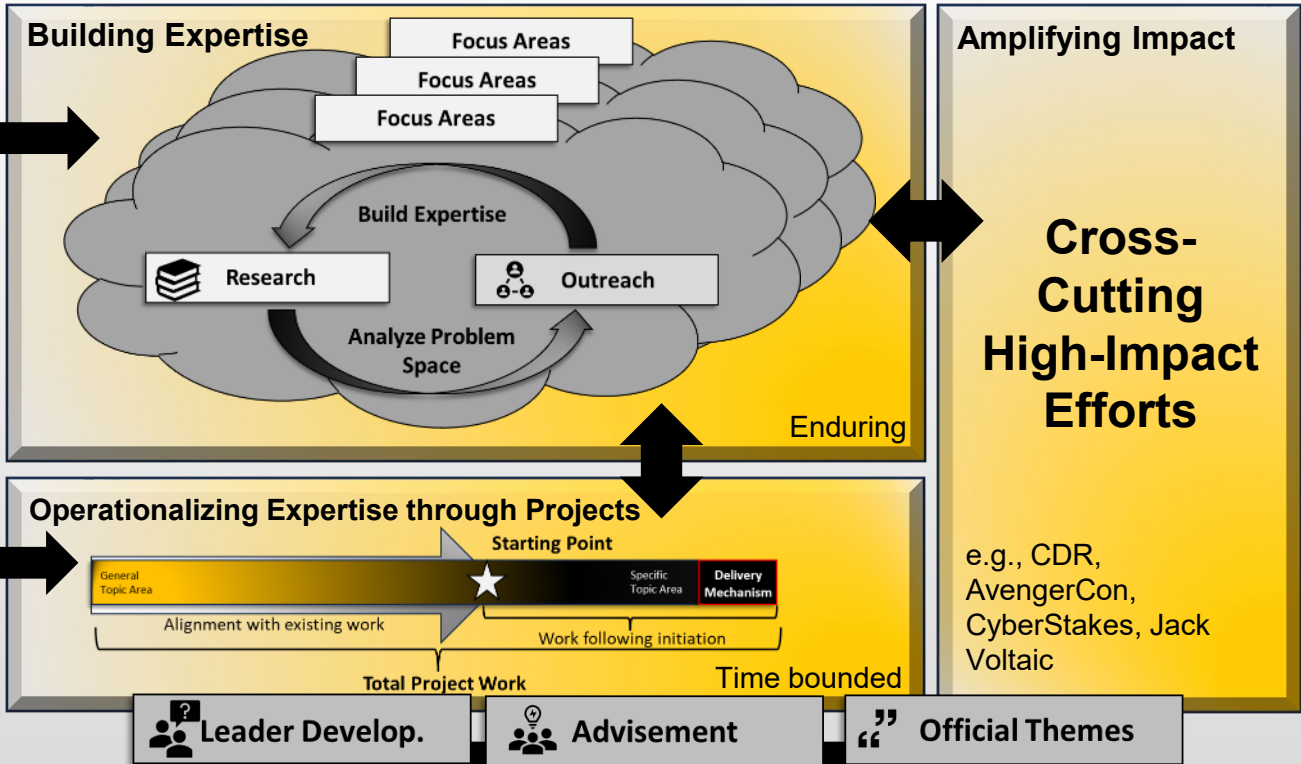 Building Expertise
Focus Areas
Focus Areas
Focus Areas
Build Expertise
Research
Outreach
Analyze Problem
Space
Enduring
Amplifying Impact
Cross-
Cutting
High-Impact
Efforts
e.g., CDR,
AvengerCon,
CyberStakes, Jack
Voltaic
Operationalizing Expertise through Projects
Starting Point
General
Topic Area
Specific
Topic Area
Delivery
Mechanism
Alignment with existing work
Work following initiation
Total Project Work
Time bounded
Leader Develop.
Advisement
Official Themes